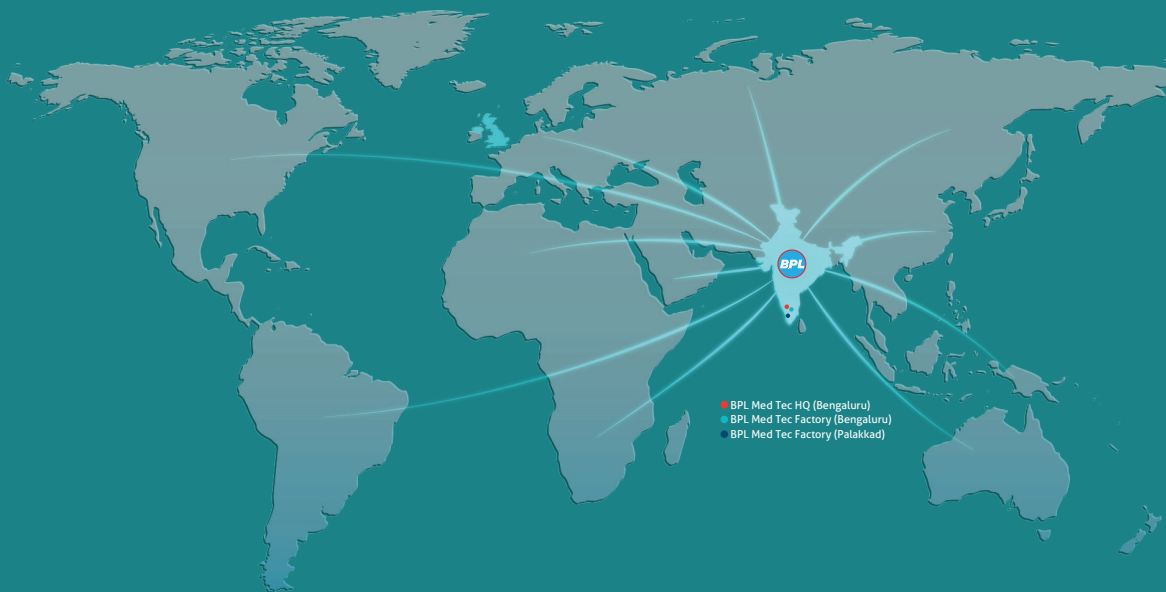 BPL
BPL Med Tec HQ (Bengaluru)
BPL Med Tec Factory (Bengaluru)
BPL Med Tec Factory (Palakkad)